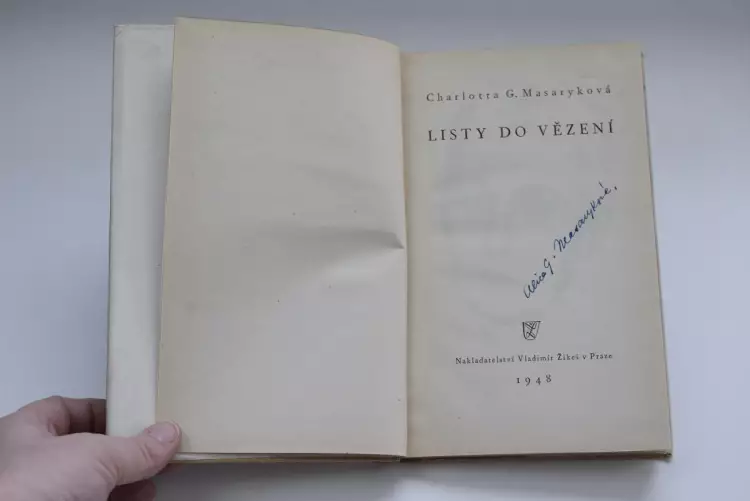 Charlotta G. Masaryková
LISTY DO VĚZENÍ
Alice G. Masaryková.
Nakladatelství Vladimír Žikeš v Praze
1948